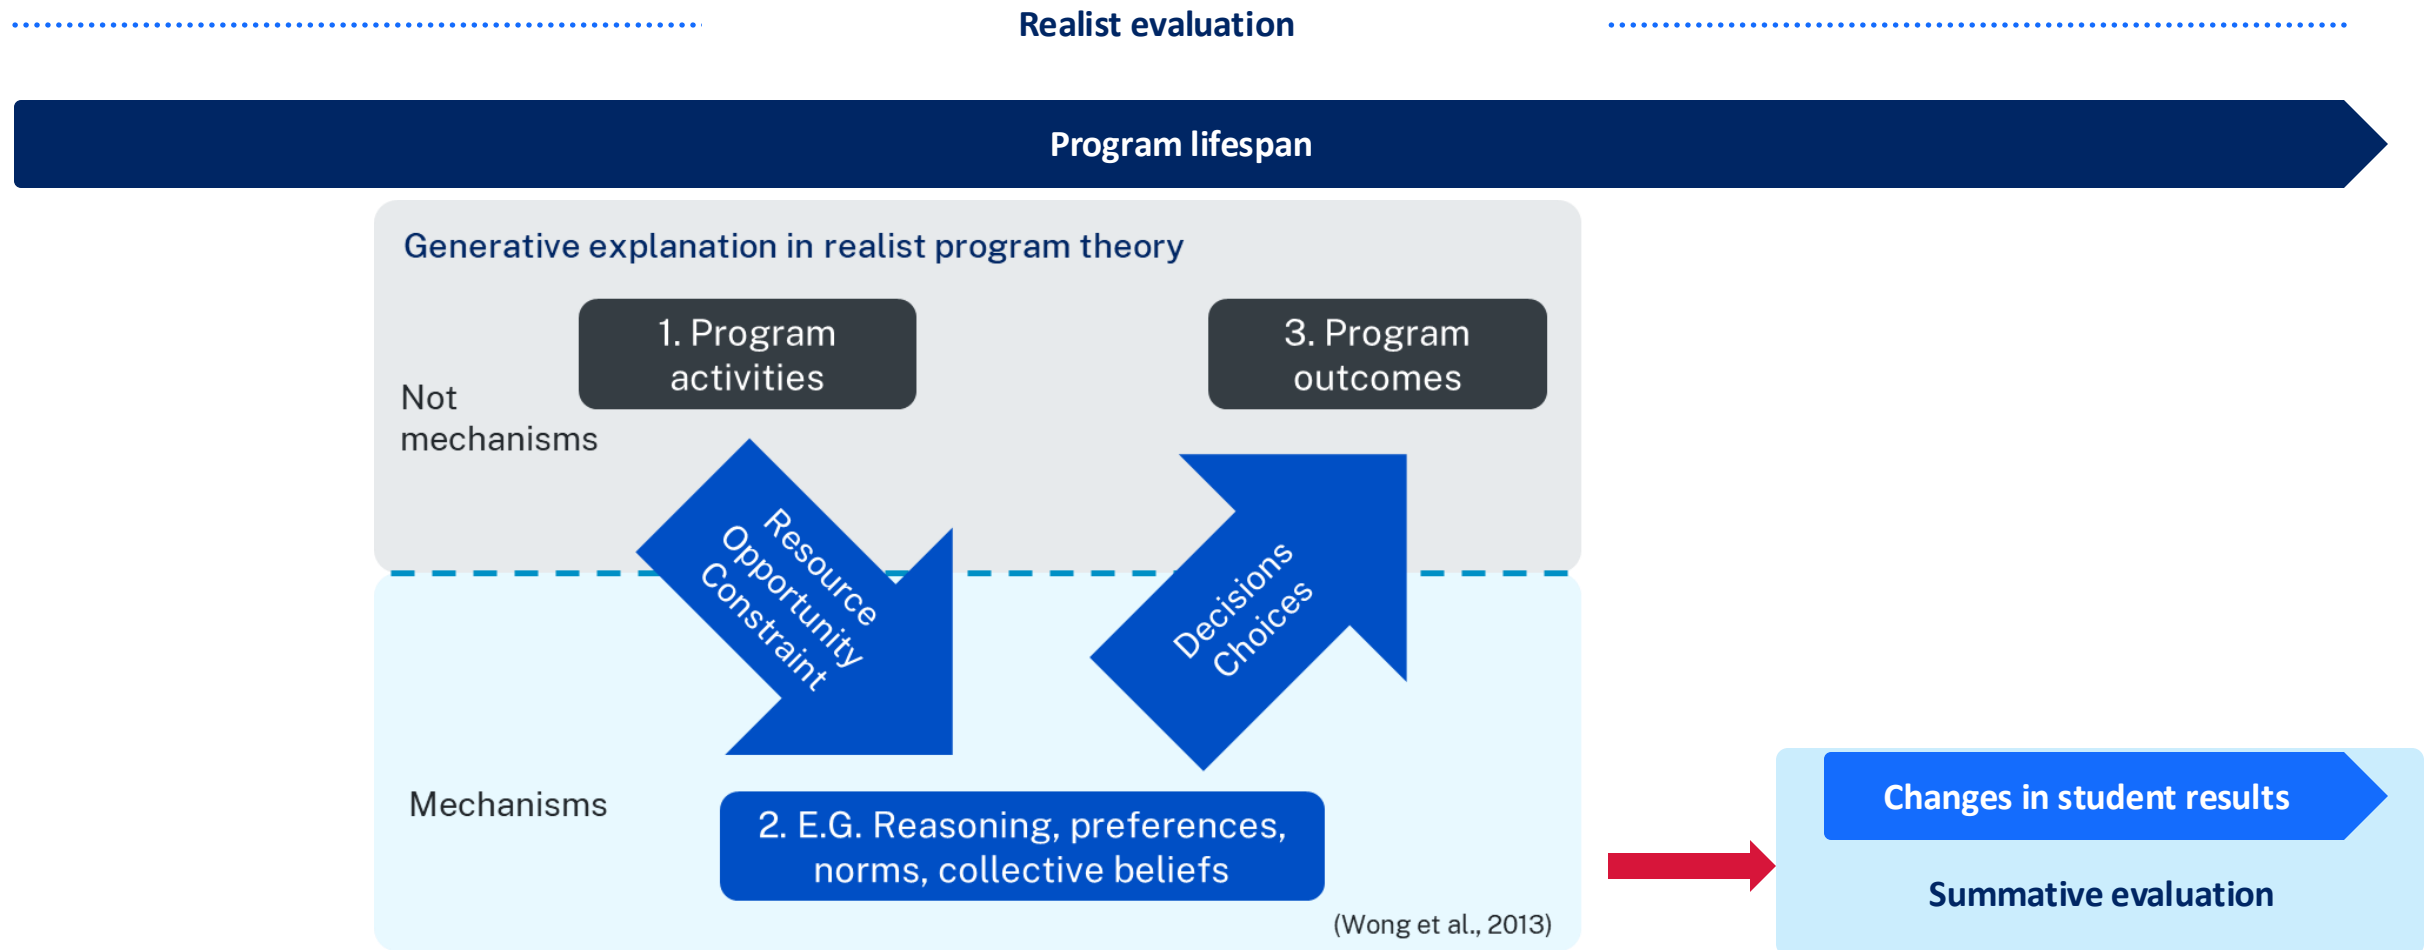 Realist evaluation
Program lifespan
Generative explanation in realist program theory
1. Program
activities
3. Program
outcomes
Not
mechanisms
Resource
Opportunity
Constraint
Decisions
Choices
Mechanisms
2. E.G. Reasoning, preferences,
norms, collective beliefs
(Wong et al., 2013)
Changes in student results
Summative evaluation